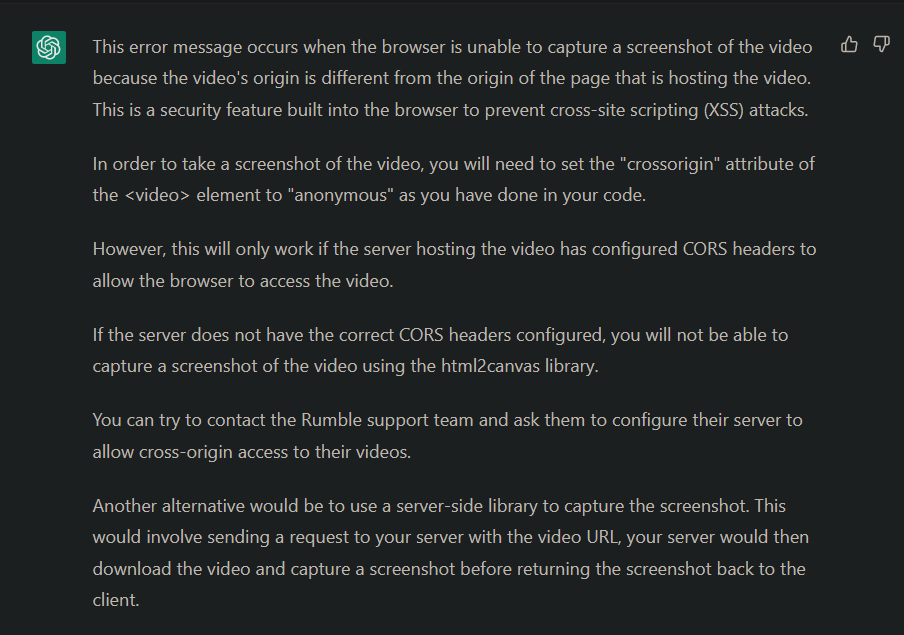 This error message occurs when the browser is unable to capture a screenshot of the video
because the video's origin is different from the origin of the page that is hosting the video.
This is a security feature built into the browser to prevent cross-site scripting (XSS) attacks.
In order to take a screenshot of the video, you will need to set the "crossorigin" attribute of
the <video> element to "anonymous" as you have done in your code.
However, this will only work if the server hosting the video has configured CORS headers to
allow the browser to access the video.
If the server does not have the correct CORS headers configured, you will not be able to
capture a screenshot of the video using the html2canvas library.
You can try to contact the Rumble support team and ask them to configure their server to
allow cross-origin access to their videos.
Another alternative would be to use a server-side library to capture the screenshot. This
would involve sending a request to your server with the video URL, your server would then
download the video and capture a screenshot before returning the screenshot back to the
client.